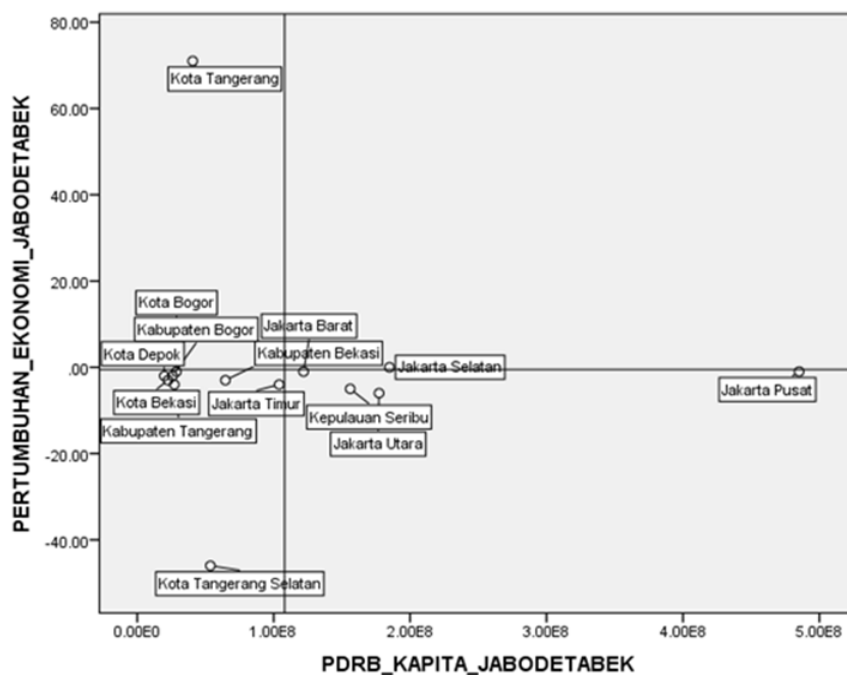 80.00
Kota Tangerang
60.00
40.00
20.00
Kota Bogor
Kabupaten Bogor
Jakarta Barat
Kota Depok
Kabupaten Bekasi
.00
Jakarta Selatan
Jakarta Pusat
Kota Bekasi
Jakarta Timur
Kepulauan Seribu
Kabupaten Tangerang
Jakarta Utara
-20.00
-40.00
Kota Tangerang Selatan
PERTUMBUHAN_EKONOMI_JABODETABEK
0.00E0
1.00E8
2.00E8
3.00E8
4.00E8
5.00E8
PDRB_KAPITA_JABODETABEK